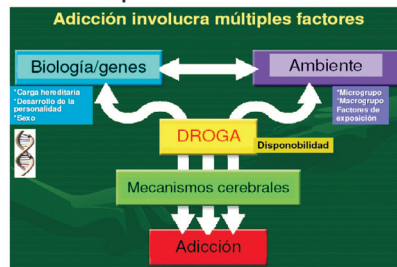 Adicción involucra múltiples factores
Biología/genes
Ambiente
*Carga hereditaria
*Desarrollo de la
personalidad
*Sexo
*Microgrupo
*Macrogrupo
Factores de
exposición
DROGA
Disponobilidad
Mecanismos cerebrales
Adicción